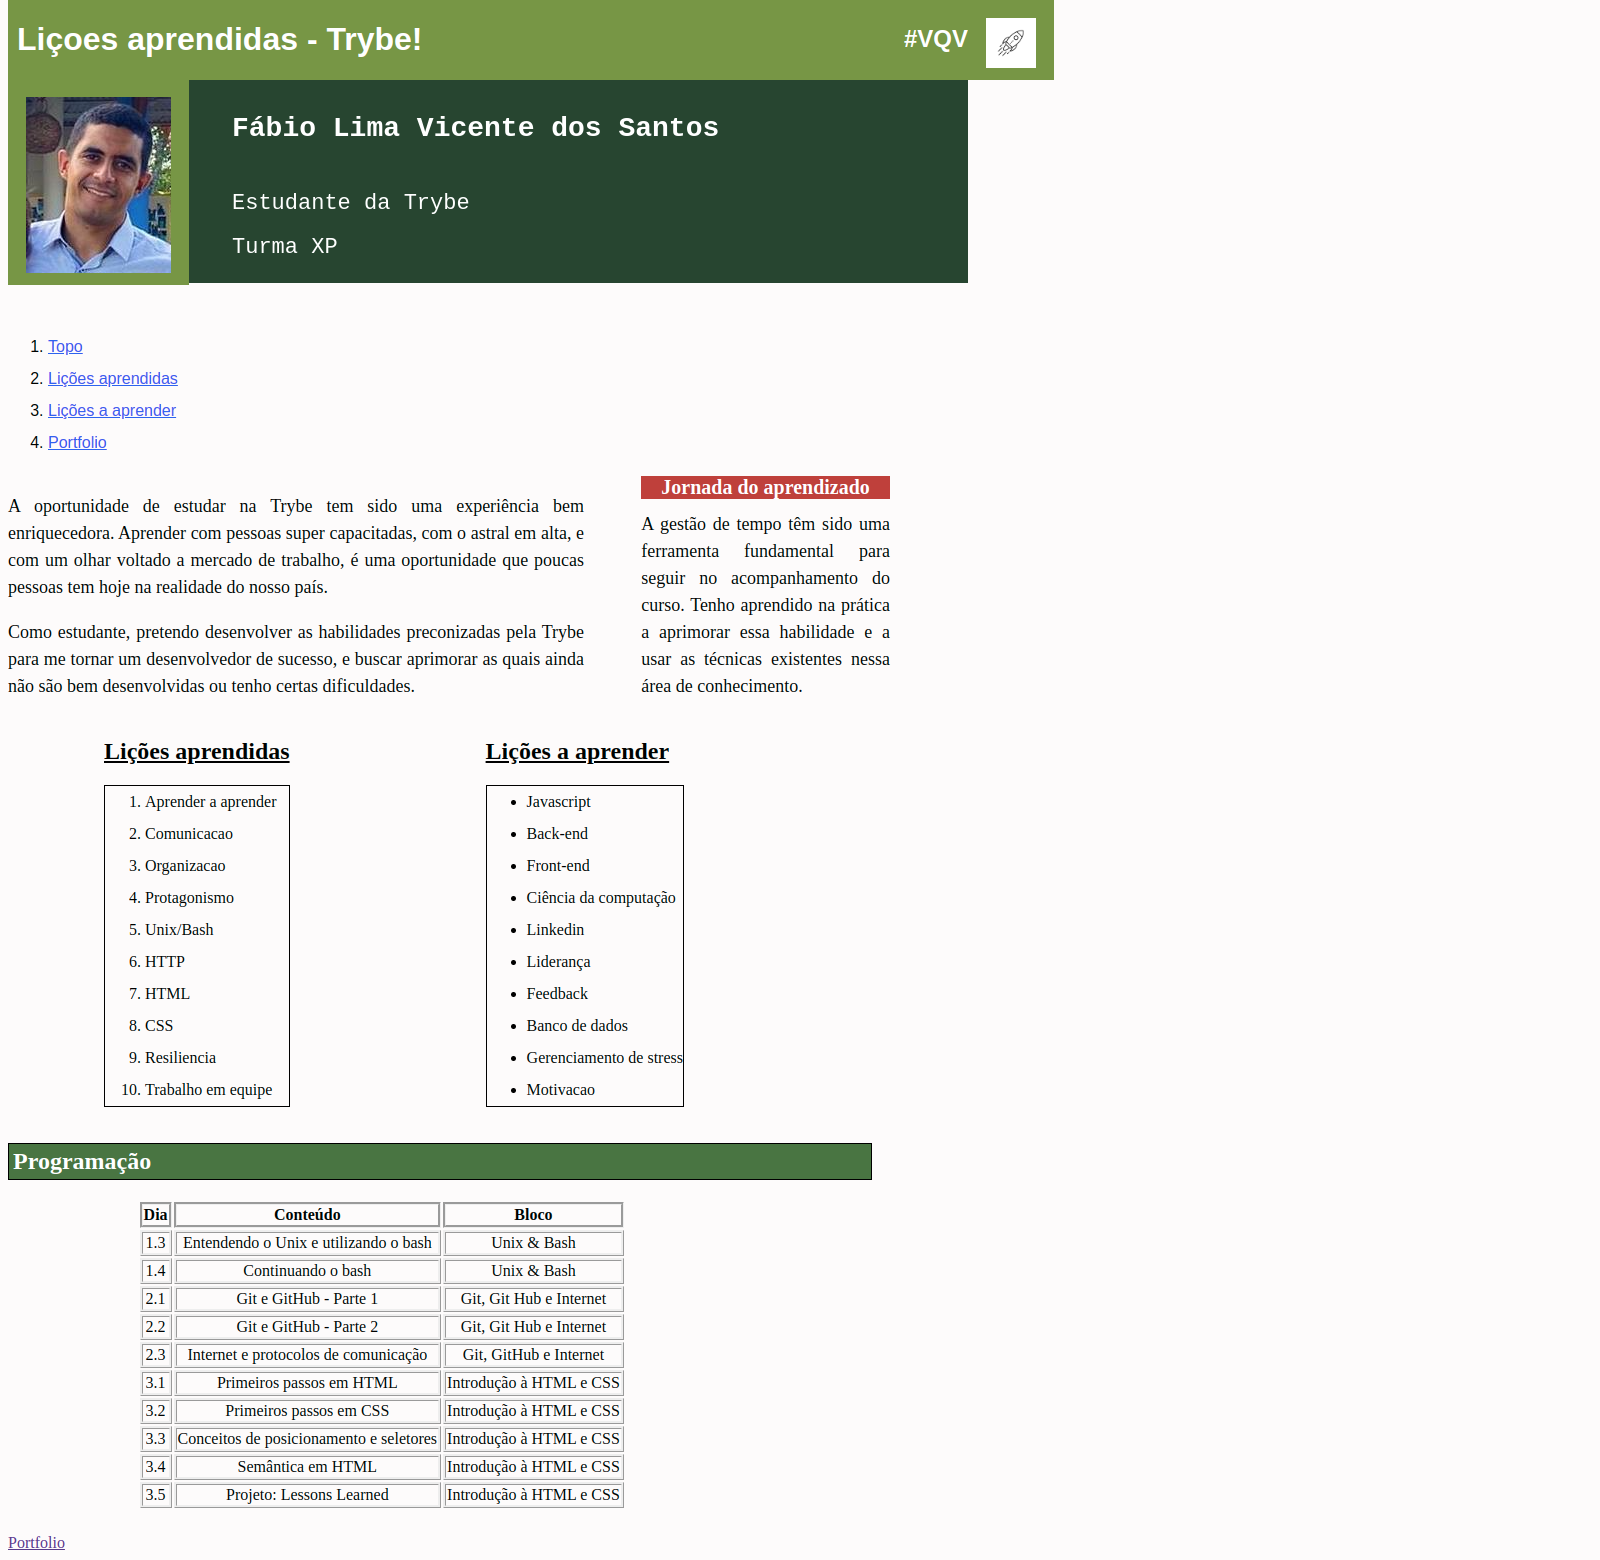 Liçoes aprendidas - Trybe!
#VQV
Fábio Lima Vicente dos Santos
Estudante da Trybe
Turma XP
1. Topo
2. Lições aprendidas
3. Lições a aprender
4. Portfolio
A oportunidade de estudar na Trybe tem sido uma experiência bem
enriquecedora. Aprender com pessoas super capacitadas, com o astral em alta, e
com um olhar voltado a mercado de trabalho, é uma oportunidade que poucas
pessoas tem hoje na realidade do nosso país.
Como estudante, pretendo desenvolver as habilidades preconizadas pela Trybe
para me tornar um desenvolvedor de sucesso, e buscar aprimorar as quais ainda
não são bem desenvolvidas ou tenho certas dificuldades.
Jornada do aprendizado
A gestão de tempo têm sido uma
ferramenta fundamental para
seguir no acompanhamento do
curso. Tenho aprendido na prática
a aprimorar essa habilidade e a
usar as técnicas existentes nessa
área de conhecimento.
Lições aprendidas
1. Aprender a aprender
2. Comunicacao
3. Organizacao
4. Protagonismo
5. Unix/Bash
6. HTTP
7. HTML
8. CSS
9. Resiliencia
10. Trabalho em equipe
Lições a aprender
• Javascript
• Back-end
• Front-end
• Ciência da computação
• Linkedin
• Liderança
• Feedback
• Banco de dados
• Gerenciamento de stress
• Motivacao
Programação
Dia Conteúdo Bloco
1.3 Entendendo o Unix e utilizando o bash Unix & Bash
1.4 Continuando o bash Unix & Bash
2.1 Git e GitHub - Parte 1 Git, Git Hub e Internet
2.2 Git e GitHub - Parte 2 Git, Git Hub e Internet
2.3 Internet e protocolos de comunicação Git, GitHub e Internet
3.1 Primeiros passos em HTML Introdução à HTML e CSS
3.2 Primeiros passos em CSS Introdução à HTML e CSS
3.3 Conceitos de posicionamento e seletores Introdução à HTML e CSS
3.4 Semântica em HTML Introdução à HTML e CSS
3.5 Projeto: Lessons Learned Introdução à HTML e CSS
Portfolio